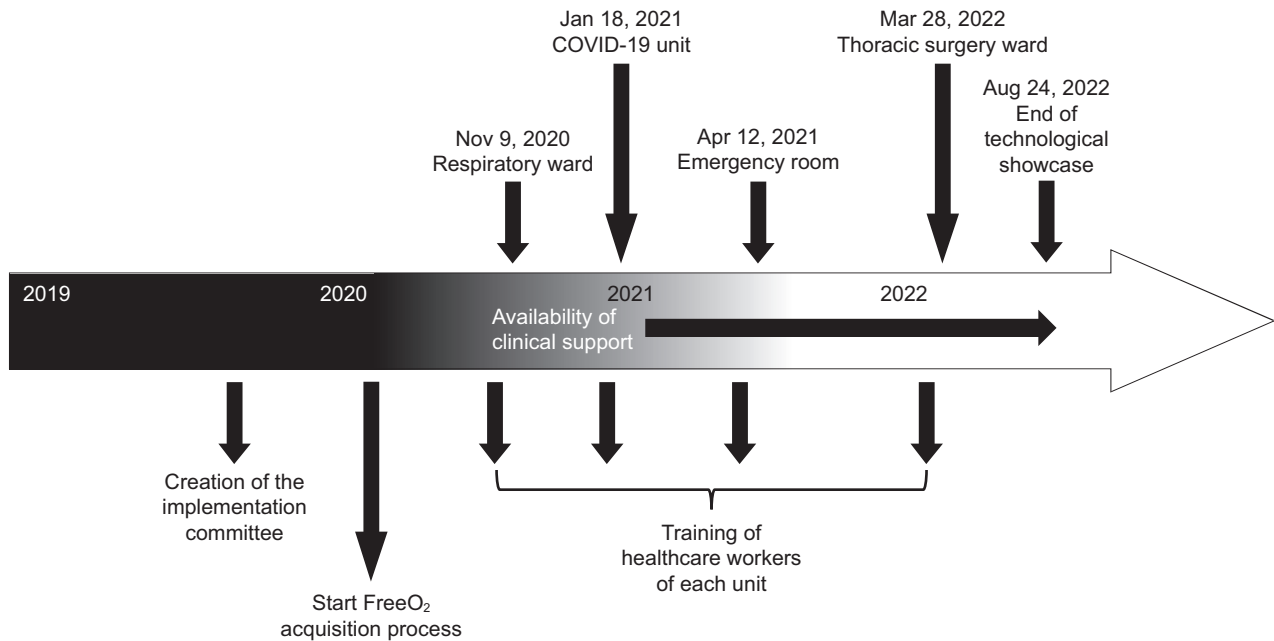 Jan 18, 2021
COVID-19 unit
Mar 28, 2022
Thoracic surgery ward
Aug 24, 2022
End of
technological
showcase
Nov 9, 2020
Respiratory ward
Apr 12, 2021
Emergency room
2019
2020
2021
2022
Availability of
clinical support
Creation of the
implementation
committee
Start FreeO₂
acquisition process
Training of
healthcare workers
of each unit